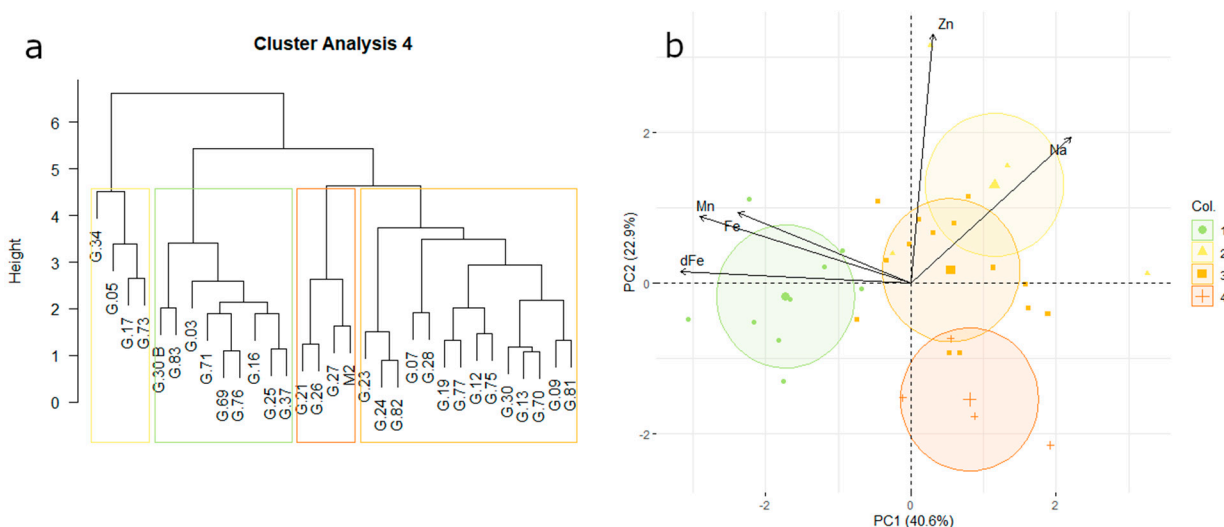 a
Cluster Analysis 4
Height
6
5
4
3
2
1
0
G.34
G.05
G.17
G.73
G.30 B
G.83
G.03
G.71
G.69
G.76
G.16
G.25
G.37
G.21
G.26
G.27
M2
G.23
G.24
G.82
G.07
G.28
G.19
G.77
G.12
G.75
G.30
G.13
G.70
G.09
G.81
b
Zn
Na
Mn
Fe
dFe
PC2 (22.9%)
2
0
-2
-2
0
2
PC1 (40.6%)
Col.
1
2
3
4